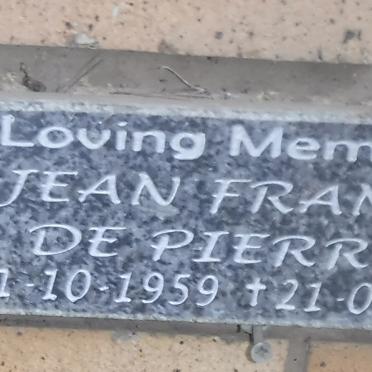 Loving Mem
JEAN FRAN
DE PIERR
1-10-1959 †21-0